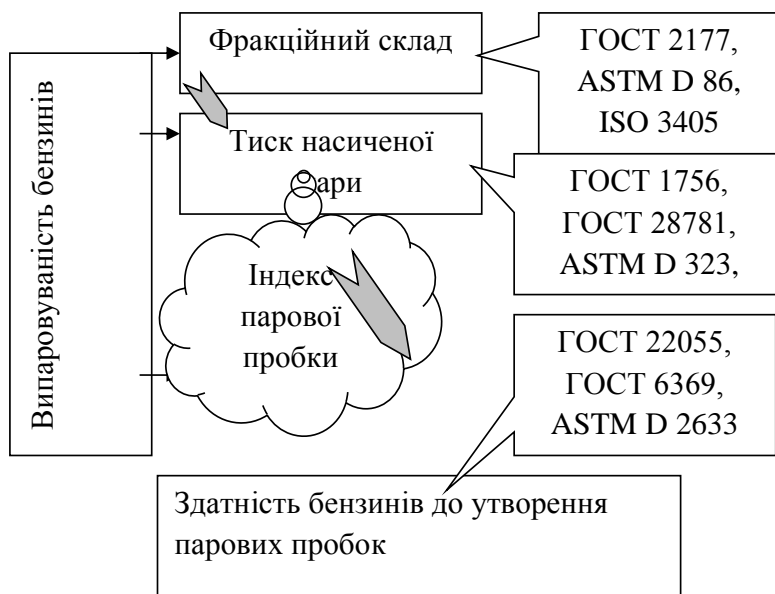 Випаровуваність бензинів
Фракційний склад
ГОСТ 2177,
ASTM D 86,
ISO 3405
Тиск насиченої
ари
ГОСТ 1756,
ГОСТ 28781,
ASTM D 323,
Індекс
парової
пробки
ГОСТ 22055,
ГОСТ 6369,
ASTM D 2633
Здатність бензинів до утворення
парових пробок